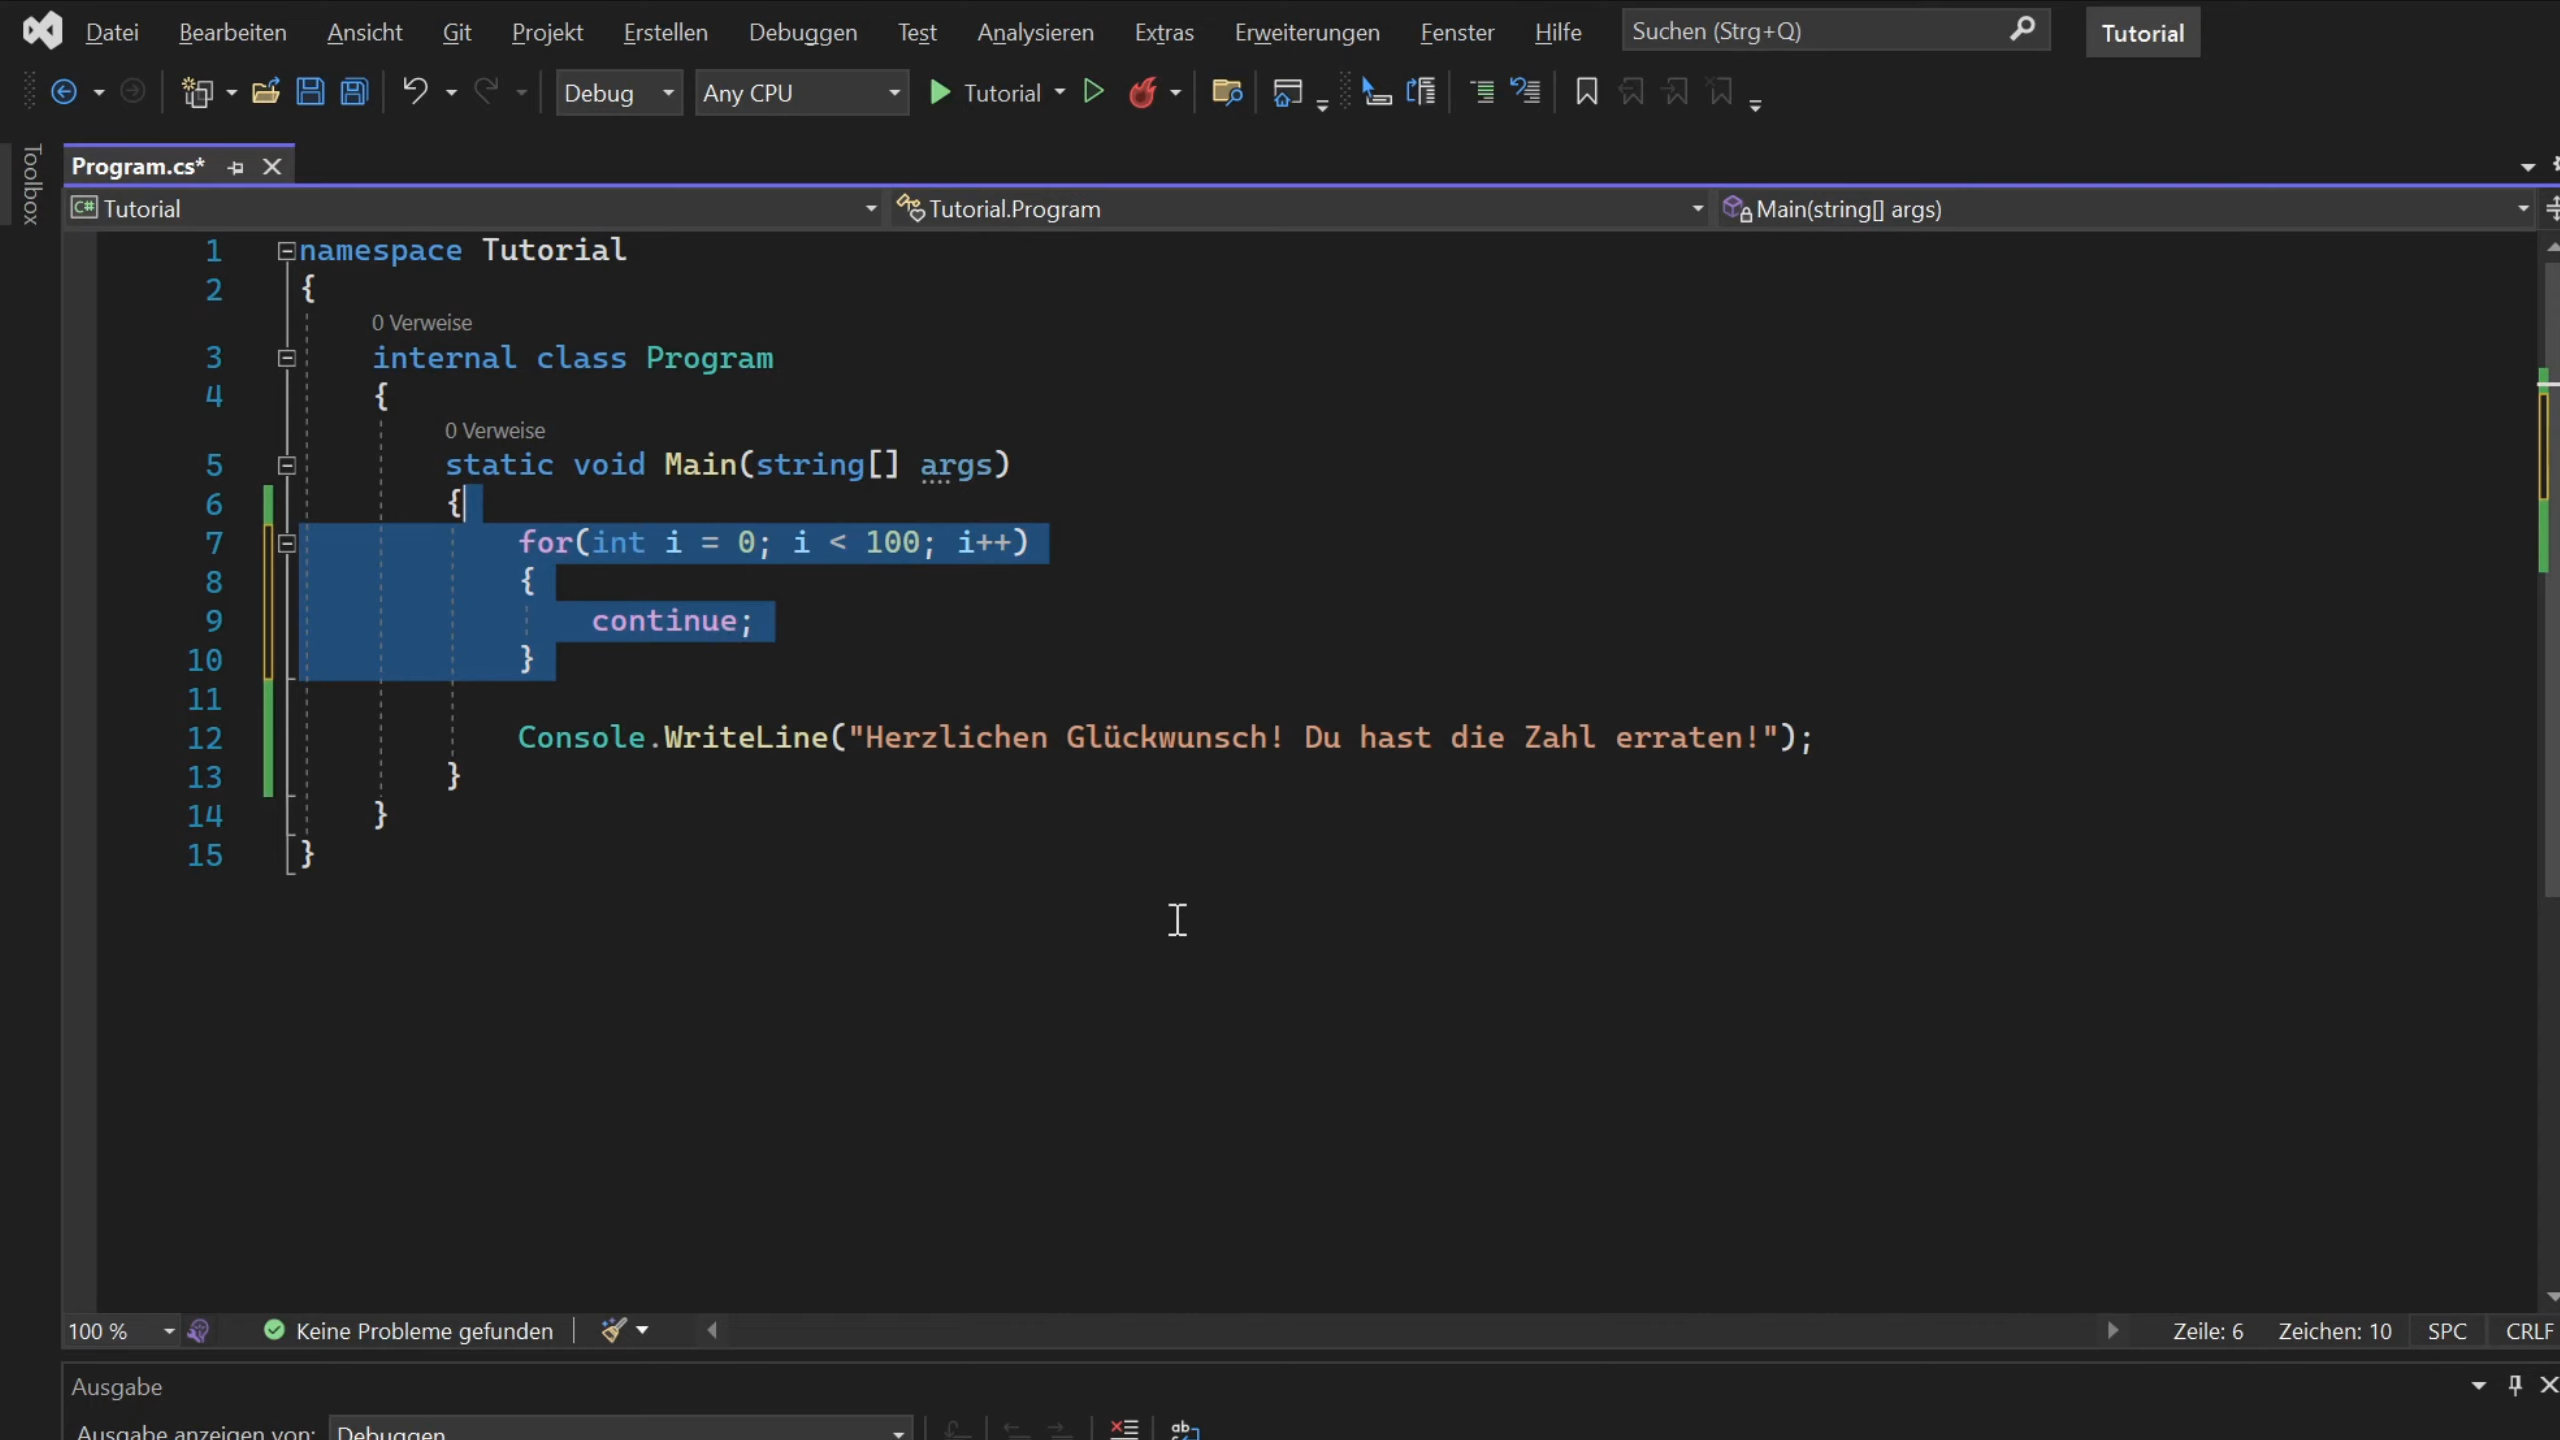 Datei Bearbeiten Ansicht Git Projekt Erstellen Debuggen Test Analysieren Extras Erweiterungen Fenster Hilfe Suchen (Strg+Q) Tutorial
Debug Any CPU Tutorial
Toolbox
Program.cs*
C# Tutorial Tutorial.Program Main(string[] args)
1 namespace Tutorial
2 {
0 Verweise
3 internal class Program
4 {
0 Verweise
5 static void Main(string[] args)
6 {
7 for(int i = 0; i < 100; i++)
8 {
9 continue;
10 }
11
12 Console.WriteLine("Herzlichen Glückwunsch! Du hast die Zahl erraten!");
13 }
14 }
15 }
100 % Keine Probleme gefunden Zeile: 6 Zeichen: 10 SPC CRLF
Ausgabe
Ausgabe anzeigen von: Debuggen